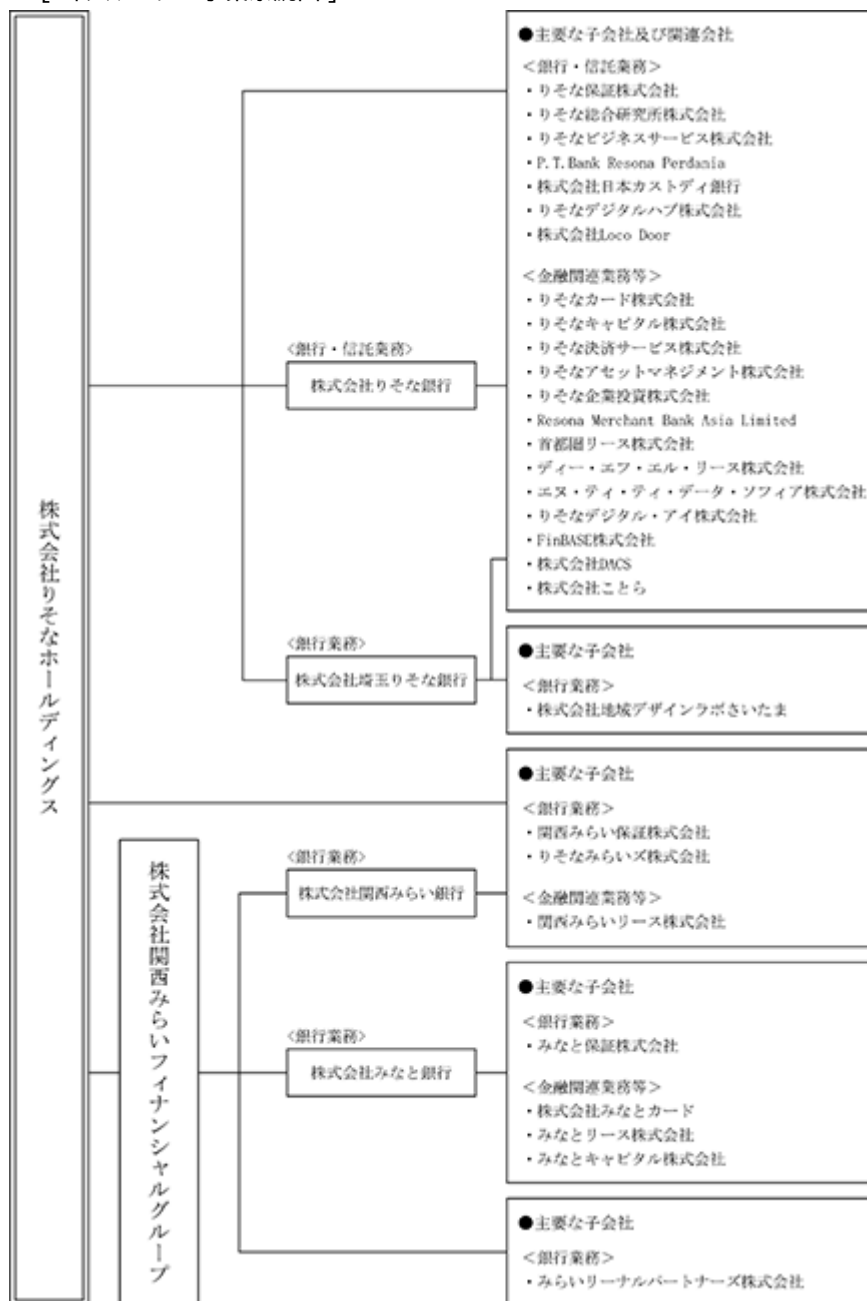 株式会社りそなホールディングス
●主要な子会社及び関連会社
<銀行・信託業務>
・りそな保証株式会社
・りそな総合研究所株式会社
・りそなビジネスサービス株式会社
・P.T.Bank Resona Perdania
・株式会社日本カストディ銀行
・りそなデジタルハブ株式会社
・株式会社Loco Door
<金融関連業務等>
・りそなカード株式会社
・りそなキャピタル株式会社
・りそな決済サービス株式会社
・りそなアセットマネジメント株式会社
・りそな企業投資株式会社
・Resona Merchant Bank Asia Limited
・首都圏リース株式会社
・ディー・エフ・エル・リース株式会社
・エヌ・ティ・ティ・データ・ソフィア株式会社
・りそなデジタル・アイ株式会社
・FinBASE株式会社
・株式会社DACS
・株式会社ことら
<銀行・信託業務>
株式会社りそな銀行
<銀行業務>
株式会社埼玉りそな銀行
●主要な子会社
<銀行業務>
・株式会社地域デザインラボさいたま
株式会社関西みらいフィナンシャルグループ
<銀行業務>
株式会社関西みらい銀行
●主要な子会社
<銀行業務>
・関西みらい保証株式会社
・りそなみらいズ株式会社
<金融関連業務等>
・関西みらいリース株式会社
<銀行業務>
株式会社みなと銀行
●主要な子会社
<銀行業務>
・みなと保証株式会社
<金融関連業務等>
・株式会社みなとカード
・みなとリース株式会社
・みなとキャピタル株式会社
●主要な子会社
<銀行業務>
・みらいリーナルパートナーズ株式会社